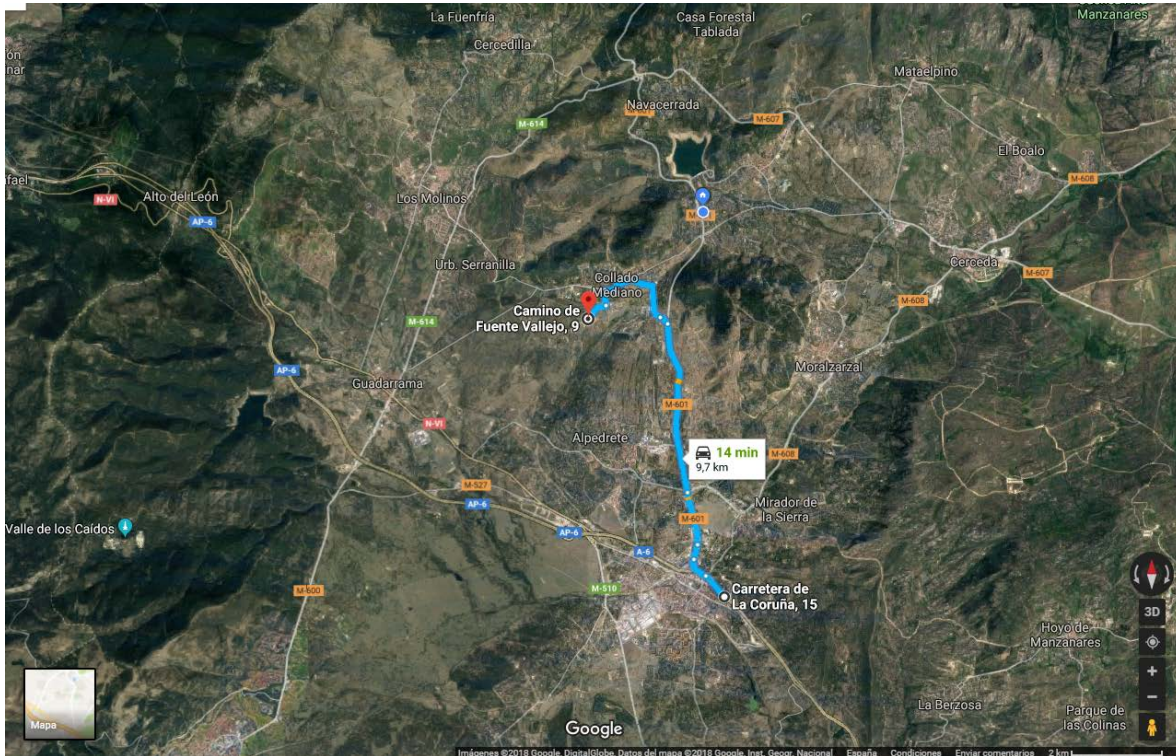 Manzanares
La Fuenfría
Casa Forestal
Tablada
Cercedilla
Mataelpino
Navacerrada
M-607
M-614
El Boalo
M-608
Alto del León
N-VI
AP-6
Los Molinos
Urb. Serranilla
Cerceda
M-607
Collado
Mediano
M-608
Camino de
Fuente Vallejo, 9
M-614
AP-6
Moralzarzal
Guadarrama
M-601
N-VI
Alpedrete
14 min
9,7 km
M-608
M-527
AP-6
Mirador de
la Sierra
M-601
Valle de los Caídos
AP-6
A-6
M-600
M-510
Carretera de
La Coruña, 15
3D
Hoyo de
Manzanares
La Berzosa
Parque de
las Colinas
Mapa
Google
Imágenes ©2018 Google, DigitalGlobe, Datos del mapa ©2018 Google, Inst. Geogr. Nacional España Condiciones Enviar comentarios 2 km